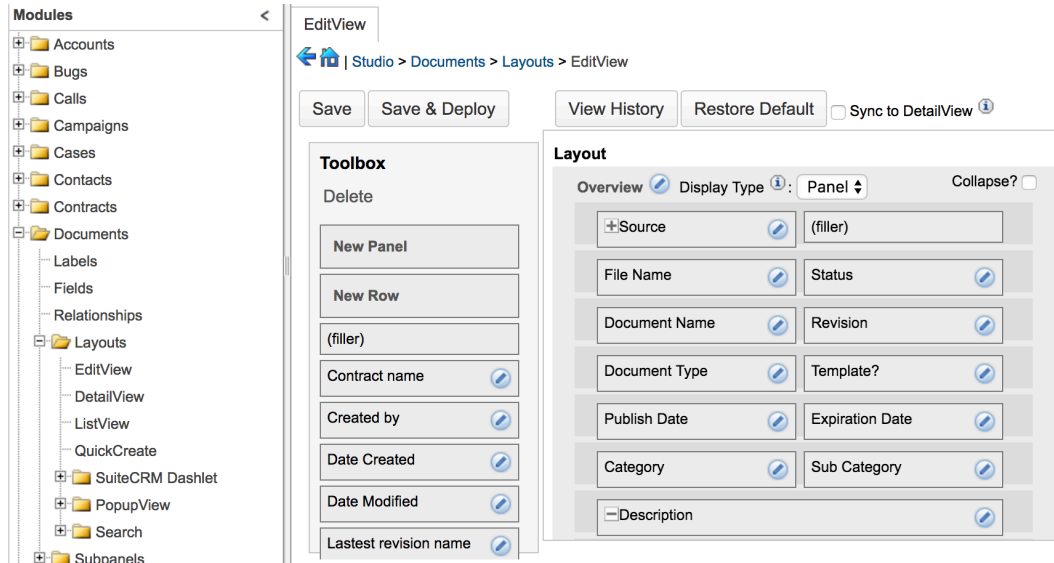 Modules <
Accounts
Bugs
Calls
Campaigns
Cases
Contacts
Contracts
Documents
Labels
Fields
Relationships
Layouts
EditView
DetailView
ListView
QuickCreate
SuiteCRM Dashlet
PopupView
Search
Subpanels
EditView
| Studio > Documents > Layouts > EditView
Save Save & Deploy View History Restore Default Sync to DetailView i
Toolbox
Delete
New Panel
New Row
(filler)
Contract name
Created by
Date Created
Date Modified
Lastest revision name
Layout
Overview Display Type i : Panel Collapse?
Source (filler)
File Name Status
Document Name Revision
Document Type Template?
Publish Date Expiration Date
Category Sub Category
Description